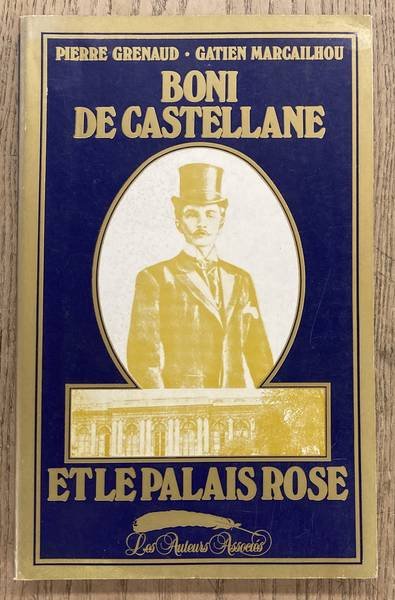 PIERRE GRENAUD • GATIEN MARCAILHOU
BONI
DE CASTELLANE
ET LE PALAIS ROSE
Les Auteurs Associés